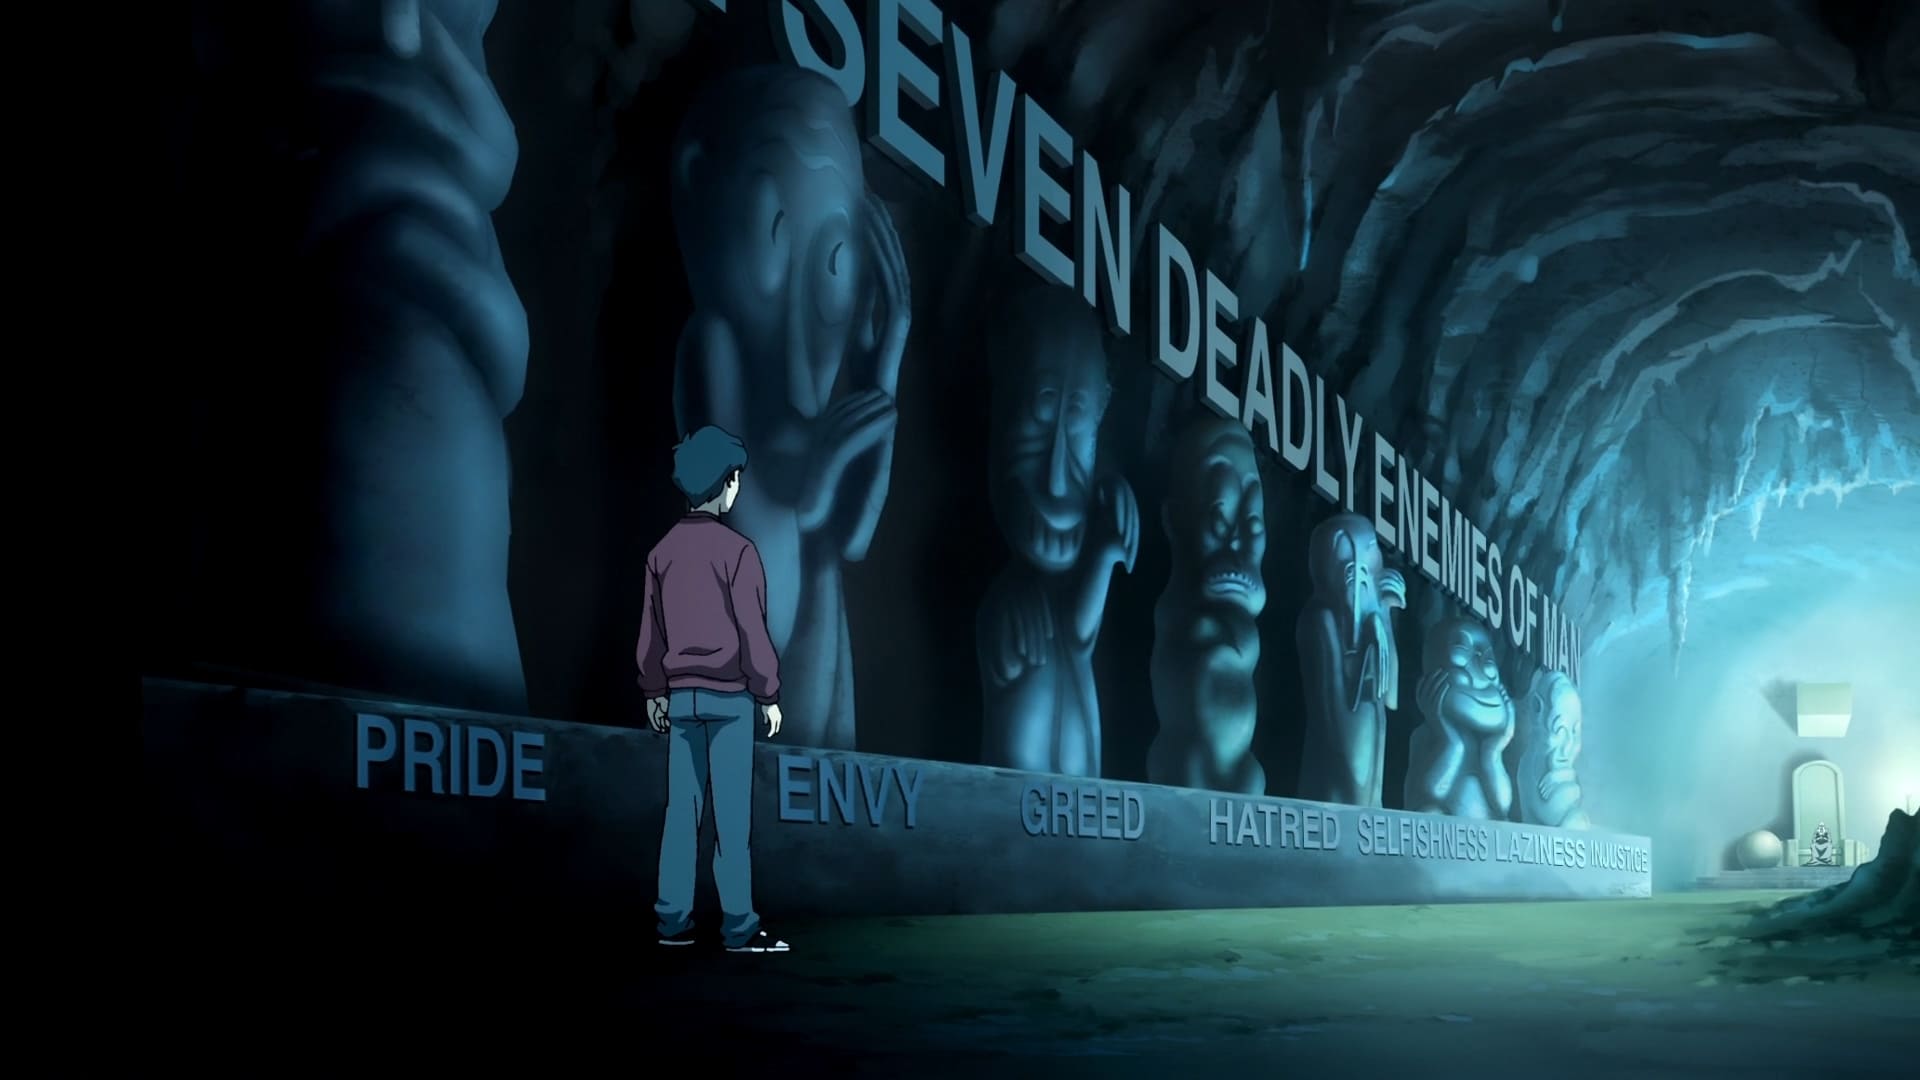 SEVEN DEADLY ENEMIES OF MAN
PRIDE
ENVY
GREED
HATRED
SELFISHNESS
LAZINESS
INJUSTICE